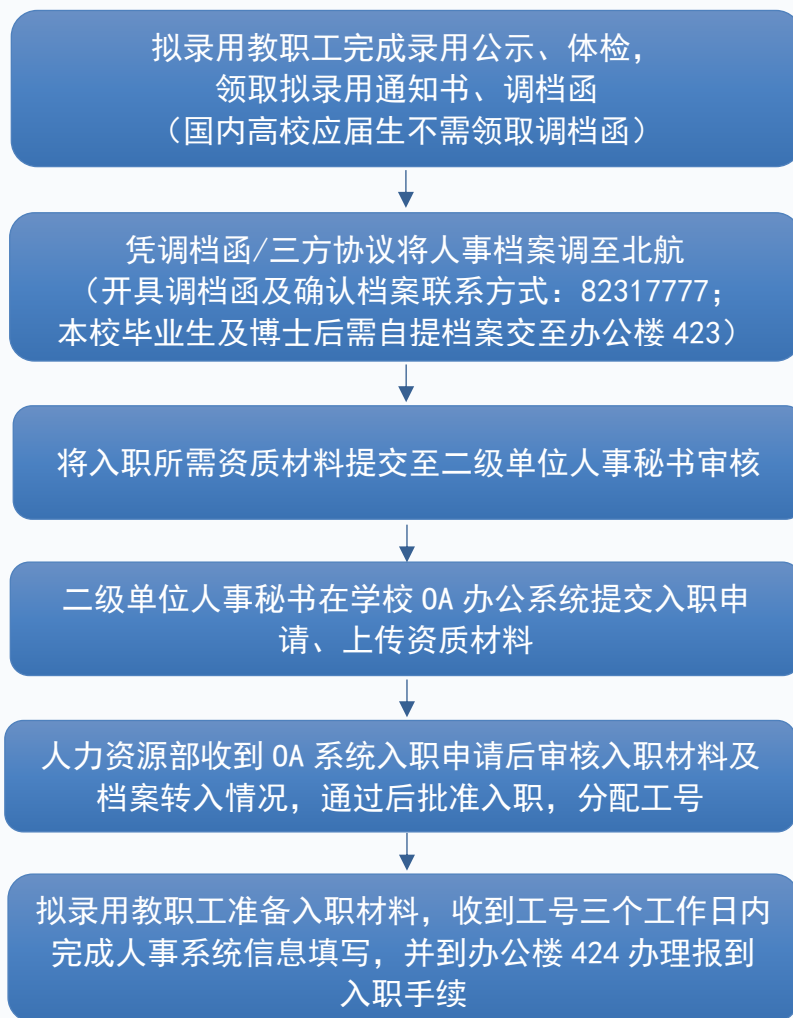 拟录用教职工完成录用公示、体检，
领取拟录用通知书、调档函
（国内高校应届生不需领取调档函）
凭调档函/三方协议将人事档案调至北航
（开具调档函及确认档案联系方式：82317777；
本校毕业生及博士后需自提档案交至办公楼 423）
将入职所需资质材料提交至二级单位人事秘书审核
二级单位人事秘书在学校 OA 办公系统提交入职申
请、上传资质材料
人力资源部收到 OA 系统入职申请后审核入职材料及
档案转入情况，通过后批准入职，分配工号
拟录用教职工准备入职材料，收到工号三个工作日内
完成人事系统信息填写，并到办公楼 424 办理报到
入职手续